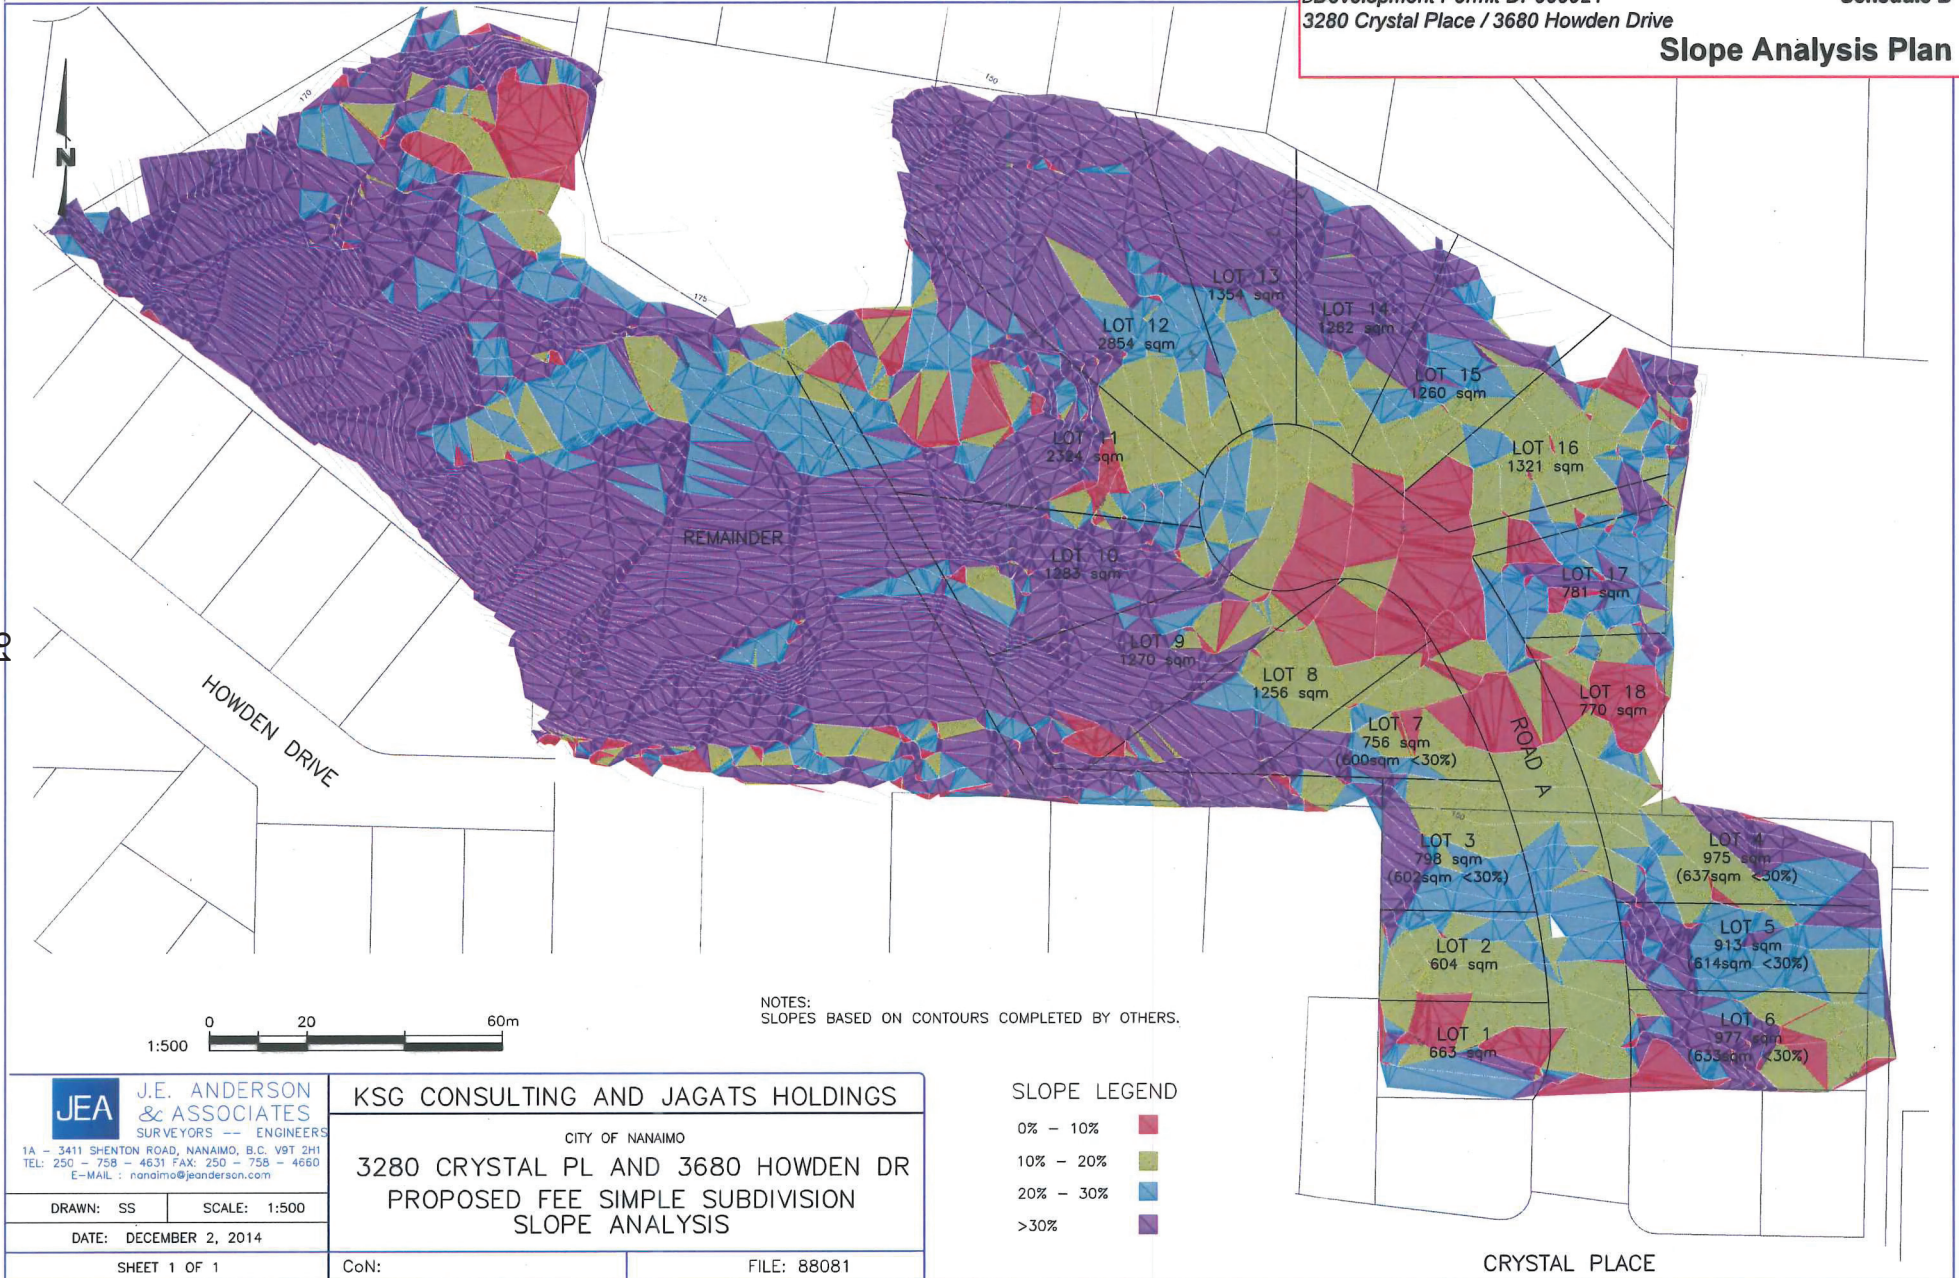 3280 Crystal Place / 3680 Howden Drive
Slope Analysis Plan
N
170
150
175
LOT 13
1354 sqm
LOT 14
1262 sqm
LOT 12
2854 sqm
LOT 15
1260 sqm
LOT 11
2324 sqm
LOT 16
1321 sqm
REMAINDER
LOT 10
1283 sqm
LOT 17
781 sqm
LOT 9
1270 sqm
LOT 8
1256 sqm
LOT 18
770 sqm
LOT 7
756 sqm
(600sqm <30%)
ROAD A
HOWDEN DRIVE
LOT 3
798 sqm
(602sqm <30%)
LOT 4
975 sqm
(637sqm <30%)
LOT 2
604 sqm
LOT 5
913 sqm
(614sqm <30%)
LOT 1
663 sqm
LOT 6
977 sqm
(633sqm <30%)
NOTES:
SLOPES BASED ON CONTOURS COMPLETED BY OTHERS.
0 20 60m
1:500
JEA
J.E. ANDERSON
& ASSOCIATES
SURVEYORS -- ENGINEERS
1A - 3411 SHENTON ROAD, NANAIMO, B.C. V9T 2H1
TEL: 250 - 758 - 4631 FAX: 250 - 758 - 4660
E-MAIL : nanaimo@jeanderson.com
DRAWN: SS SCALE: 1:500
DATE: DECEMBER 2, 2014
SHEET 1 OF 1
KSG CONSULTING AND JAGATS HOLDINGS
CITY OF NANAIMO
3280 CRYSTAL PL AND 3680 HOWDEN DR
PROPOSED FEE SIMPLE SUBDIVISION
SLOPE ANALYSIS
CoN: FILE: 88081
SLOPE LEGEND
0% - 10%
10% - 20%
20% - 30%
>30%
CRYSTAL PLACE